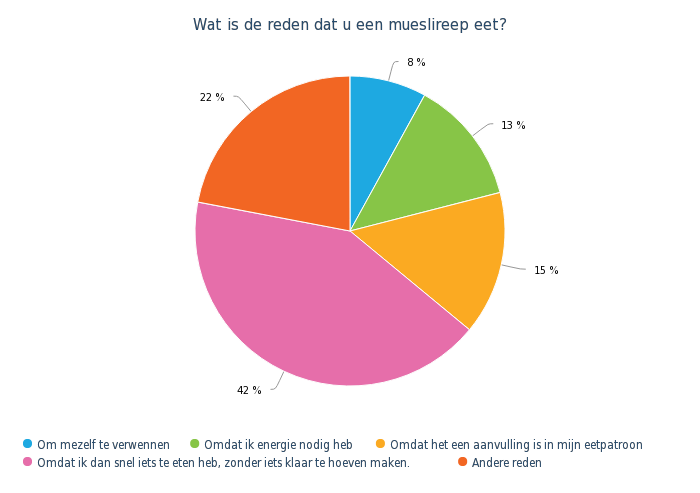 Wat is de reden dat u een mueslireep eet?
8 %
22 %
13 %
15 %
42 %
Om mezelf te verwennen Omdat ik energie nodig heb Omdat het een aanvulling is in mijn eetpatroon
Omdat ik dan snel iets te eten heb, zonder iets klaar te hoeven maken. Andere reden